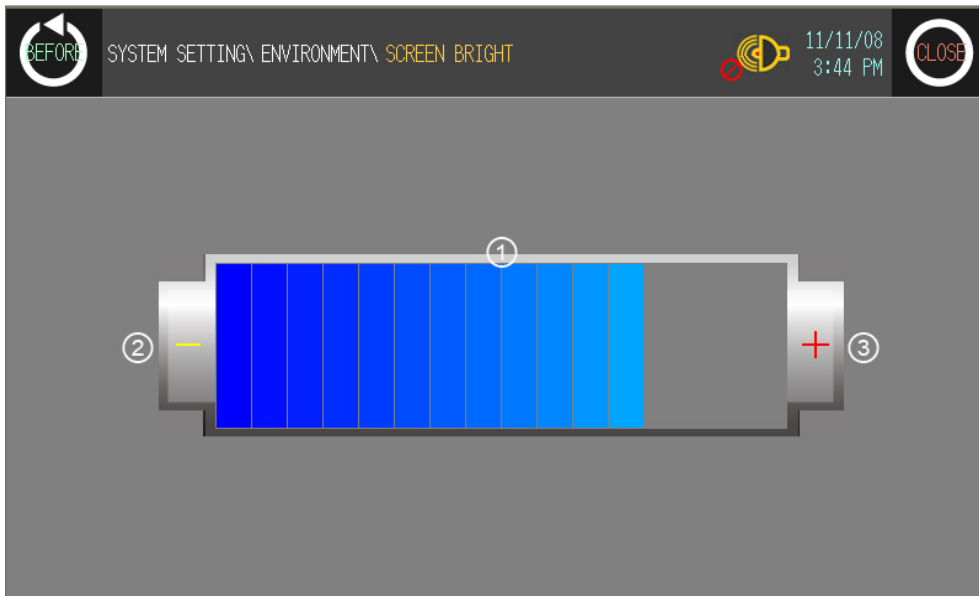 BEFORE
SYSTEM SETTING\ ENVIRONMENT\ SCREEN BRIGHT
11/11/08
3:44 PM
CLOSE
①
② −
+ ③